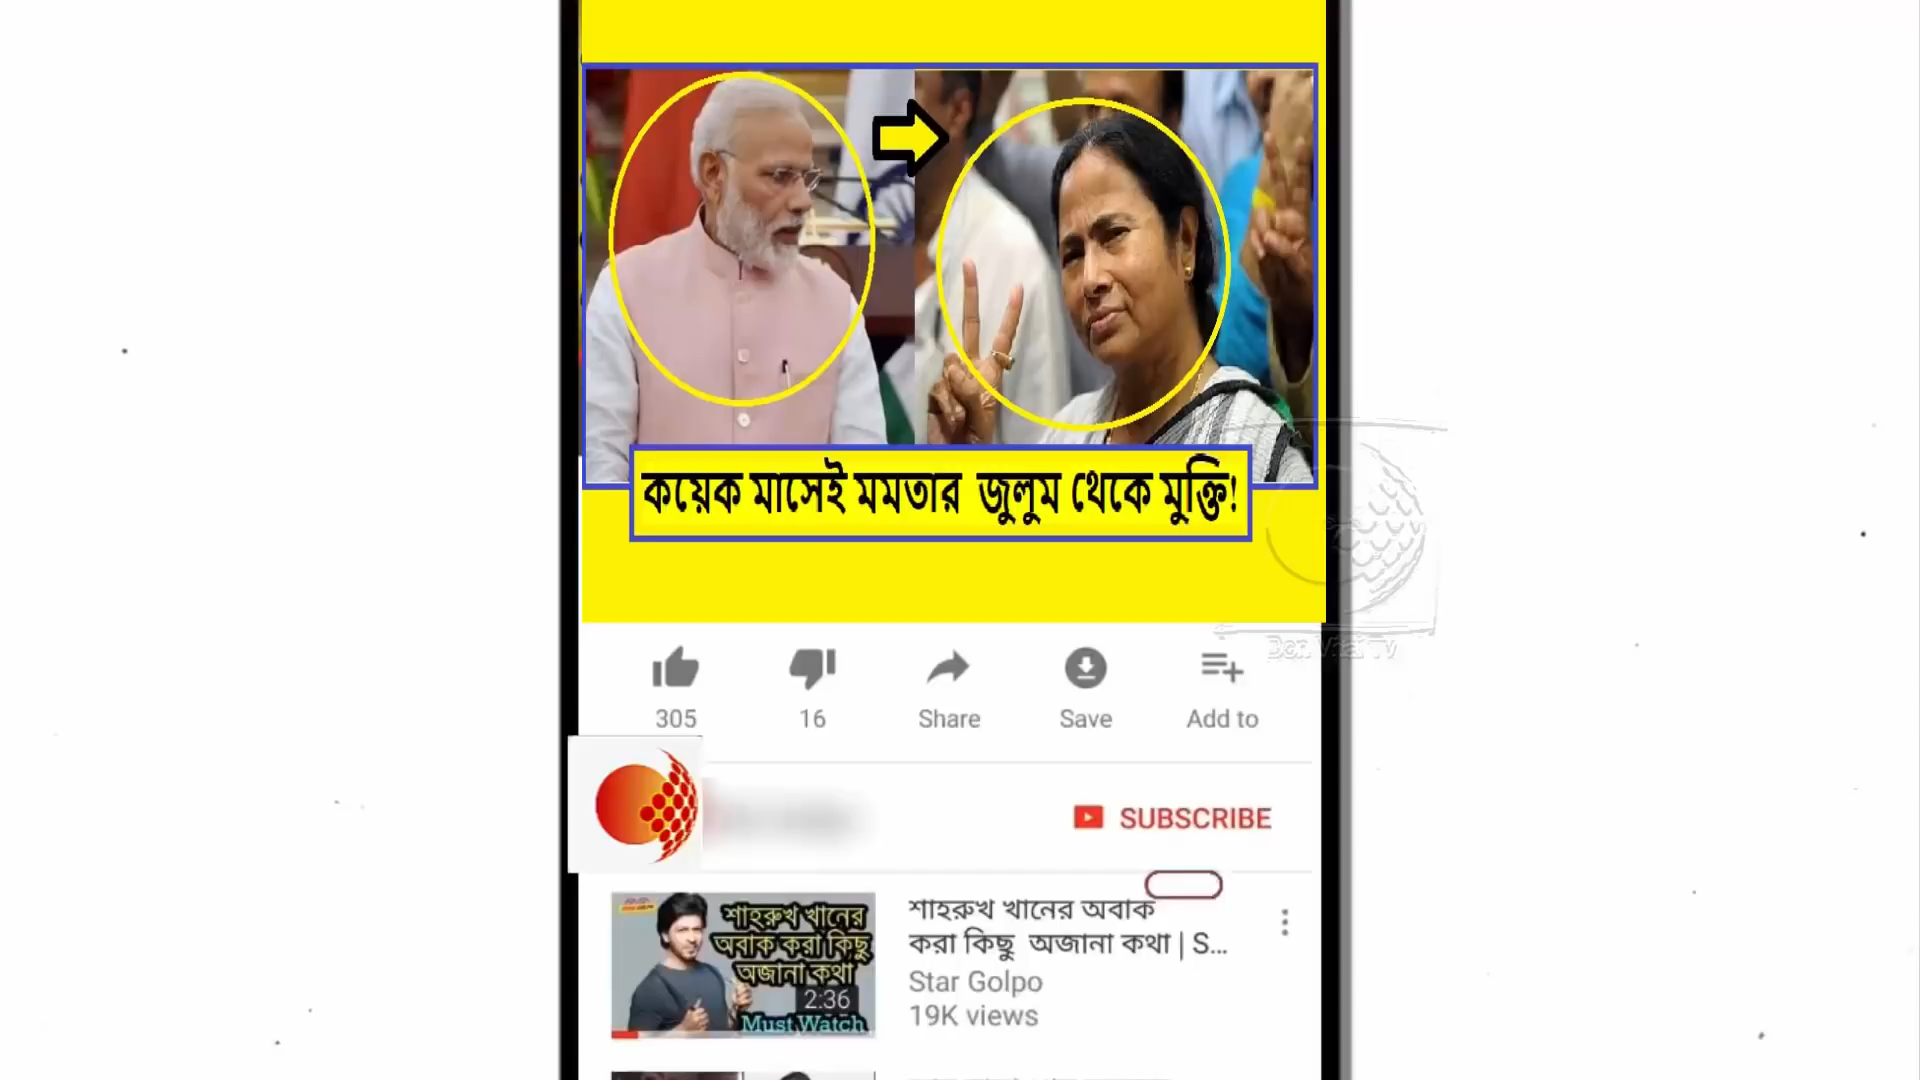 কয়েক মাসেই মমতার জুলুম থেকে মুক্তি!
305
16
Share
Save
Add to
SUBSCRIBE
শাহরুখ খানের
অবাক করা কিছু
অজানা কথা
2:36
Must Watch
শাহরুখ খানের অবাক
করা কিছু অজানা কথা | S...
Star Golpo
19K views